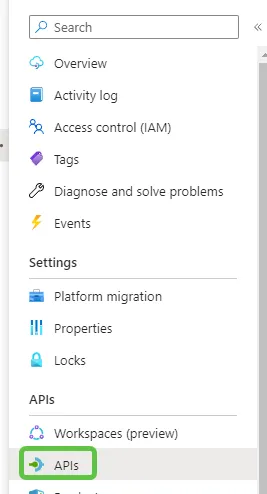 Search
Overview
Activity log
Access control (IAM)
Tags
Diagnose and solve problems
Events
Settings
Platform migration
Properties
Locks
APIs
Workspaces (preview)
APIs